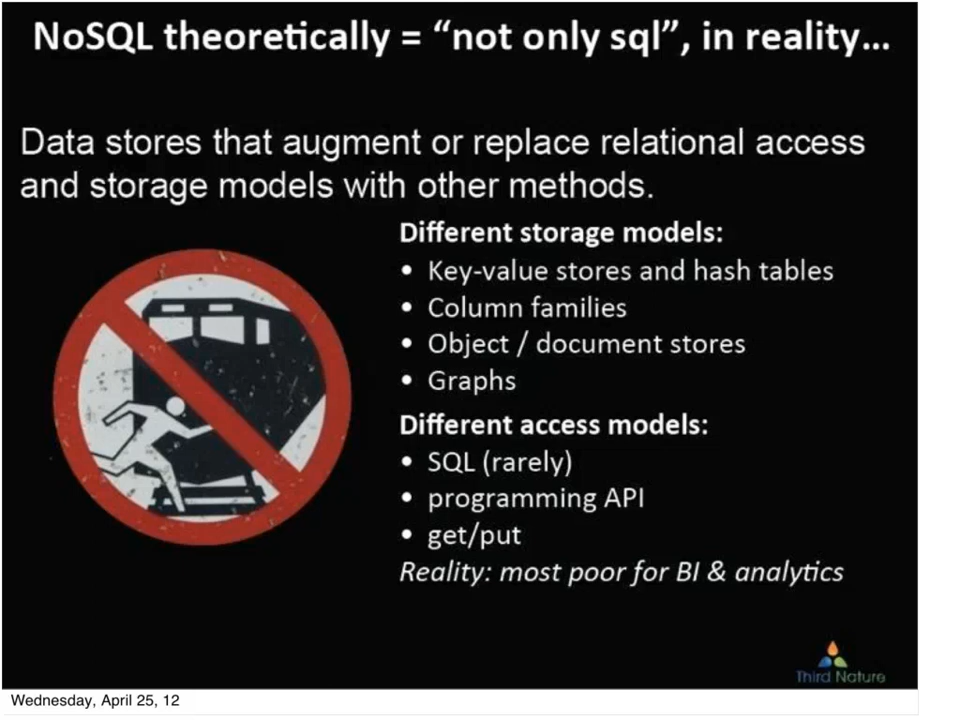 NoSQL theoretically = “not only sql”, in reality…
Data stores that augment or replace relational access
and storage models with other methods.
Different storage models:
• Key-value stores and hash tables
• Column families
• Object / document stores
• Graphs
Different access models:
• SQL (rarely)
• programming API
• get/put
Reality: most poor for BI & analytics
Third Nature
Wednesday, April 25, 12